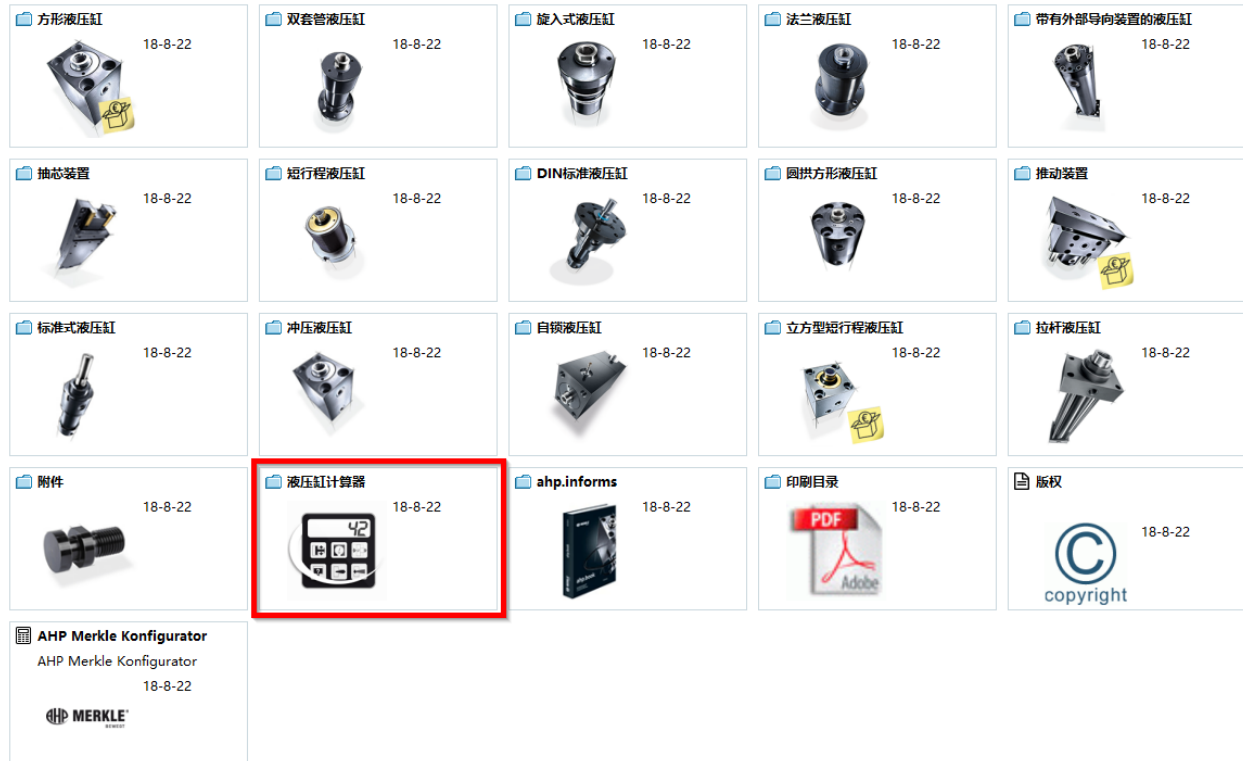 方形液压缸
18-8-22
双套管液压缸
18-8-22
旋入式液压缸
18-8-22
法兰液压缸
18-8-22
带有外部导向装置的液压缸
18-8-22
抽芯装置
18-8-22
短行程液压缸
18-8-22
DIN标准液压缸
18-8-22
圆拱方形液压缸
18-8-22
推动装置
18-8-22
标准式液压缸
18-8-22
冲压液压缸
18-8-22
自锁液压缸
18-8-22
立方型短行程液压缸
18-8-22
拉杆液压缸
18-8-22
附件
18-8-22
液压缸计算器
18-8-22
42
ahp.informs
18-8-22
ahp.book
印刷目录
18-8-22
PDF
Adobe
版权
18-8-22
copyright
AHP Merkle Konfigurator
AHP Merkle Konfigurator
18-8-22
AHP MERKLE